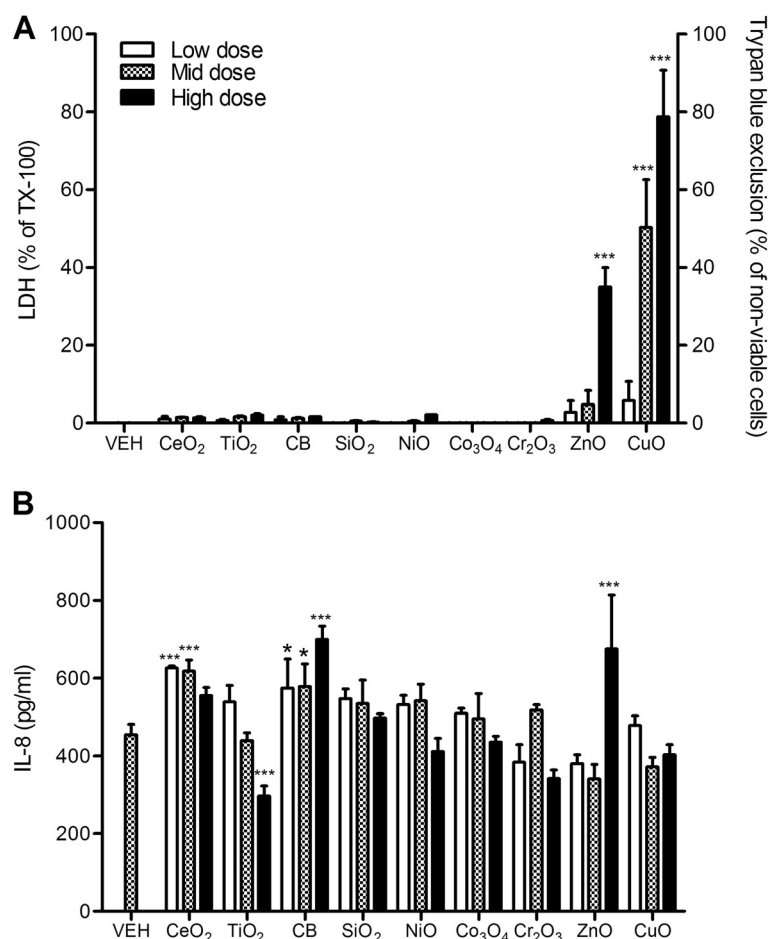 A
LDH (% of TX-100)
Trypan blue exclusion (% of non-viable cells)
100
80
60
40
20
0
100
80
60
40
20
0
Low dose
Mid dose
High dose
***
***
***
VEH CeO₂ TiO₂ CB SiO₂ NiO Co₃O₄ Cr₂O₃ ZnO CuO
B
IL-8 (pg/ml)
1000
800
600
400
200
0
***
***
***
*
*
***
***
VEH CeO₂ TiO₂ CB SiO₂ NiO Co₃O₄ Cr₂O₃ ZnO CuO